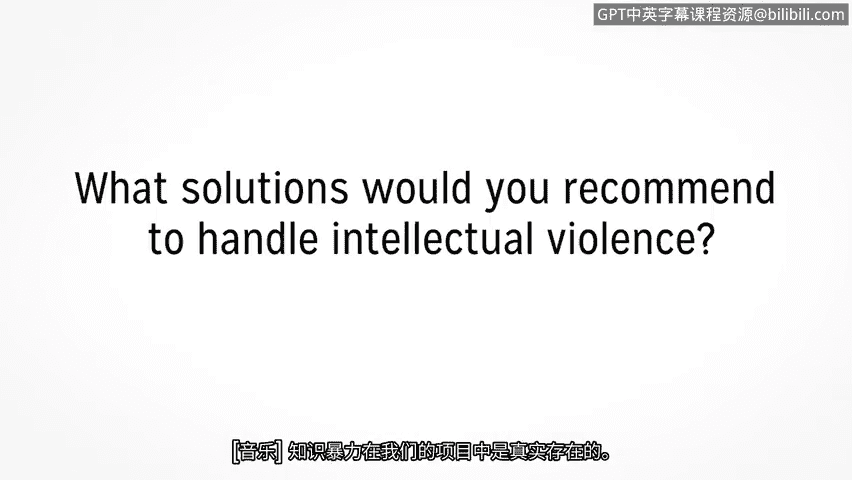 GPT中英字幕课程资源@bilibili.com
What solutions would you recommend
to handle intellectual violence?
[音乐] 知识暴力在我们的项目中是真实存在的。